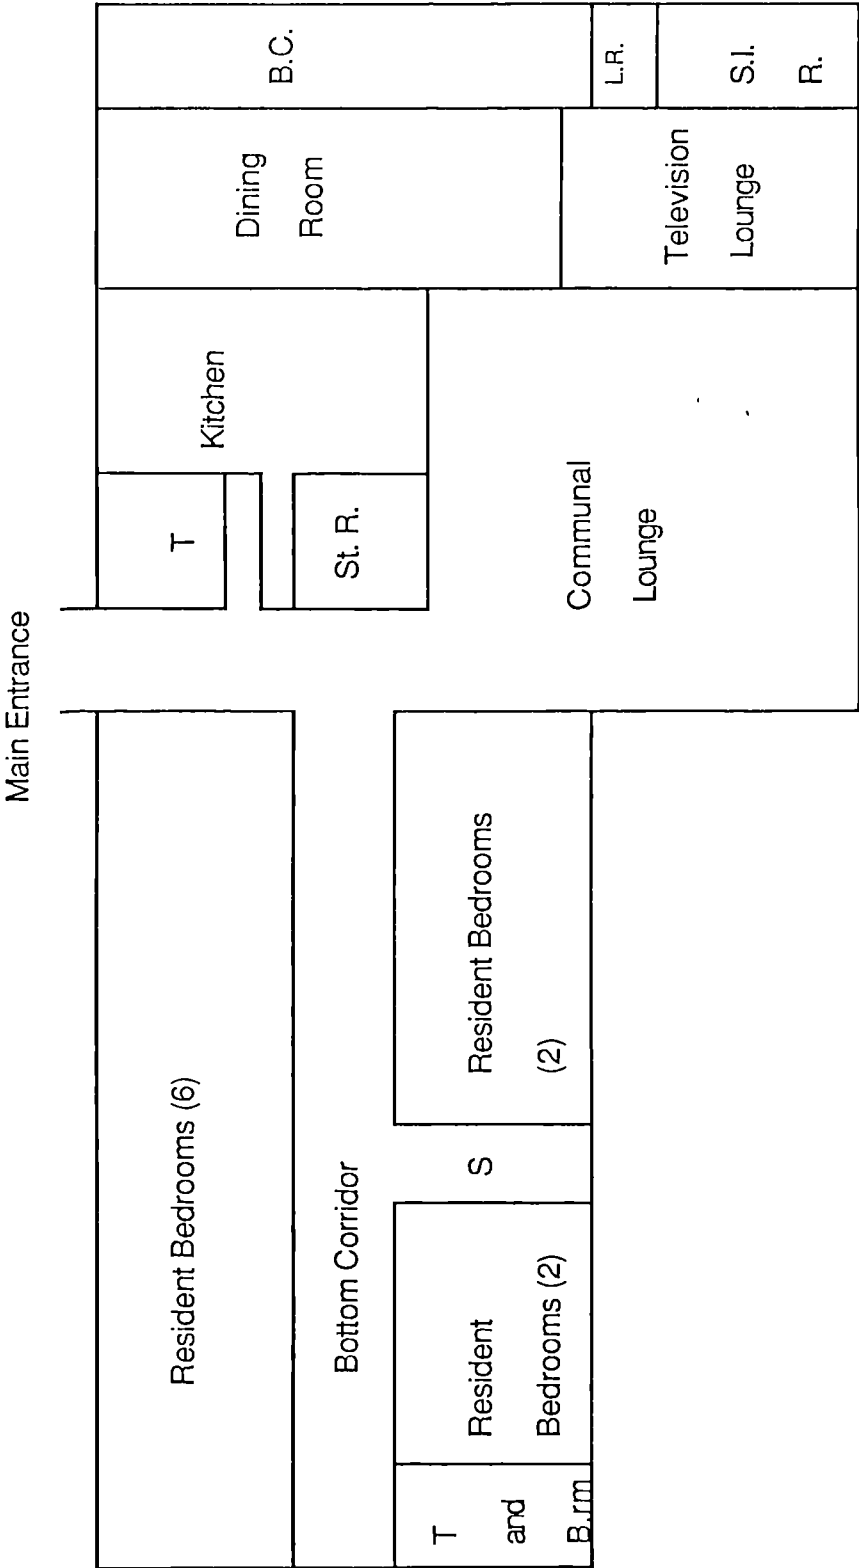 Main Entrance
Resident Bedrooms (6)
T
Kitchen
Dining
Room
B.C.
St. R.
Bottom Corridor
T
and
B.rm
Resident
Bedrooms (2)
S
Resident Bedrooms
(2)
Communal
Lounge
Television
Lounge
L.R.
S.I.
R.